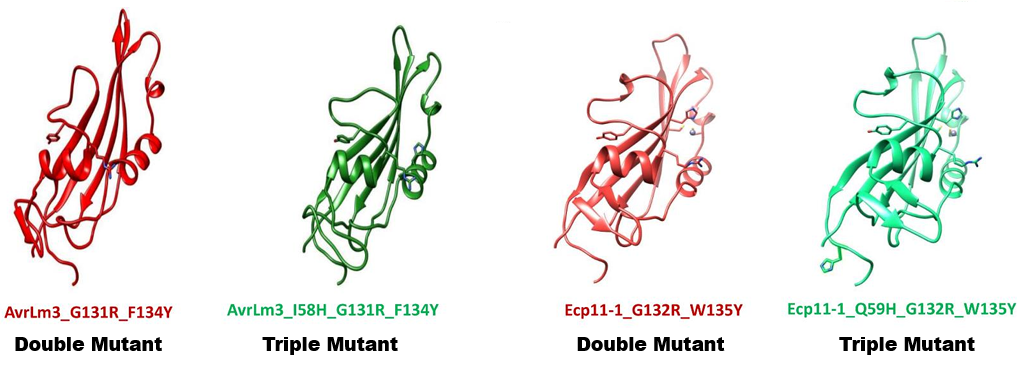 AvrLm3_G131R_F134Y
AvrLm3_I58H_G131R_F134Y
Ecp11-1_G132R_W135Y
Ecp11-1_Q59H_G132R_W135Y
Double Mutant
Triple Mutant
Double Mutant
Triple Mutant